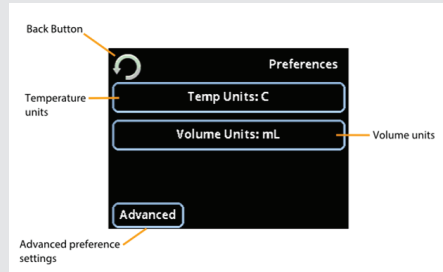 Back Button
Preferences
Temperature
units
Temp Units: C
Volume Units: mL
Volume units
Advanced
Advanced preference
settings